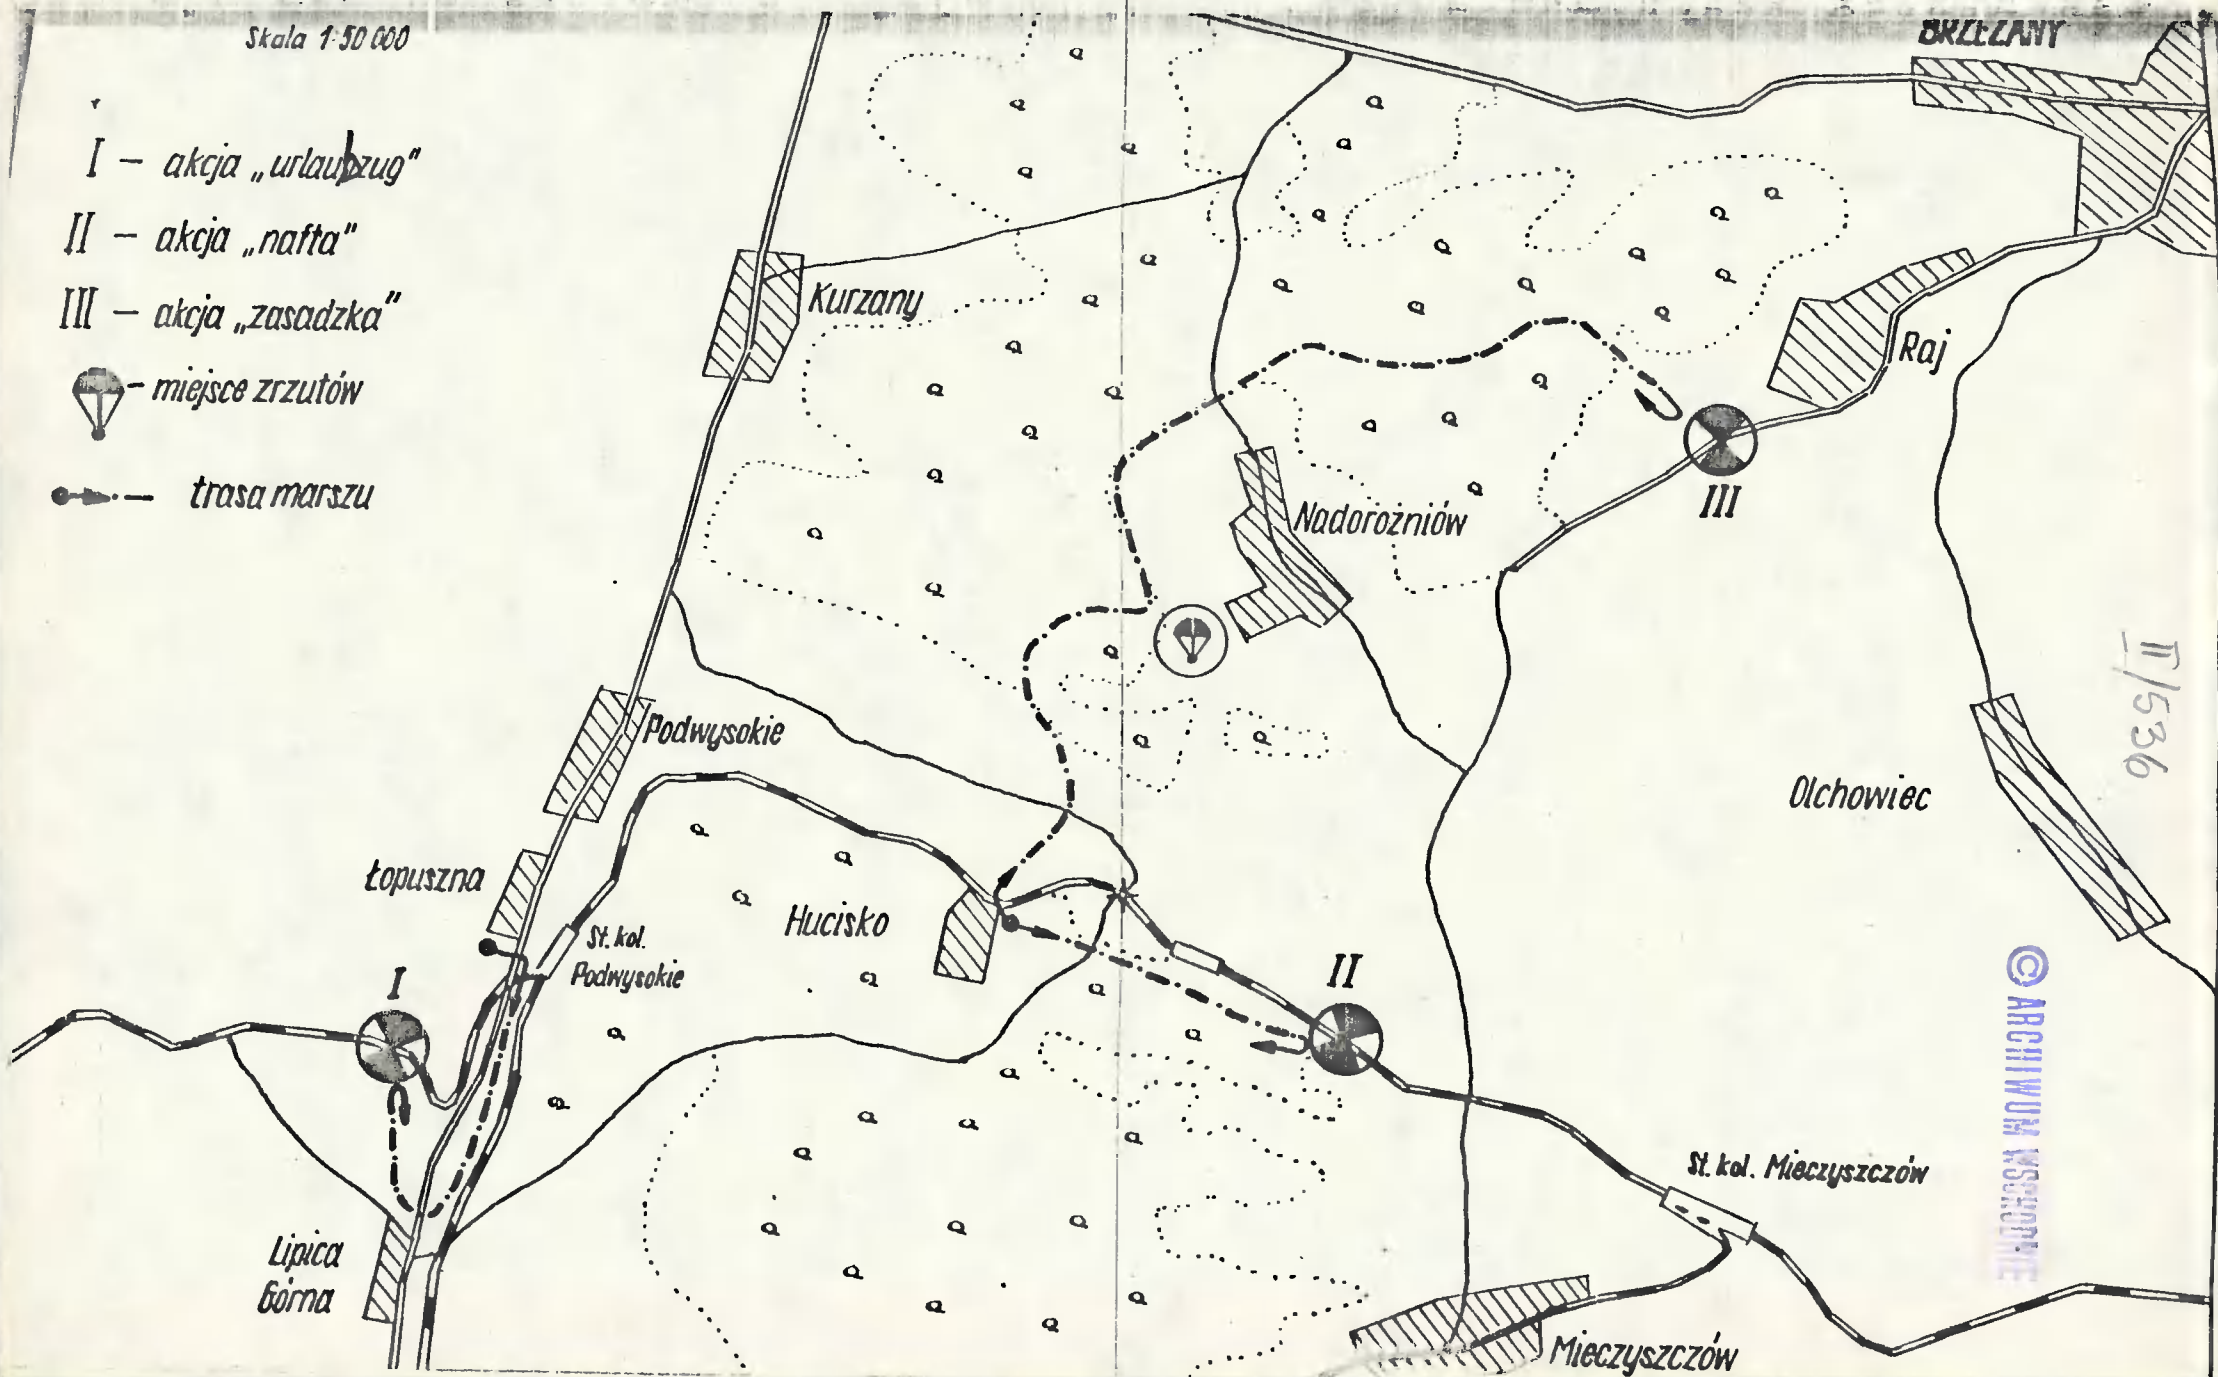 Skala 1:50 000
BRZEŻANY
I – akcja „urlaubzug”
II – akcja „nafta”
III – akcja „zasadzka”
– miejsce zrzutów
trasa marszu
Kurzany
Raj
III
Nadorożniów
Podwysokie
Olchowiec
II/536
Łopuszna
Hucisko
St. kol.
Podwysokie
I
II
St. kol. Mieczyszczów
Lipica
Górna
Mieczyszczów
© ARCHIWUM WSCHODNIE